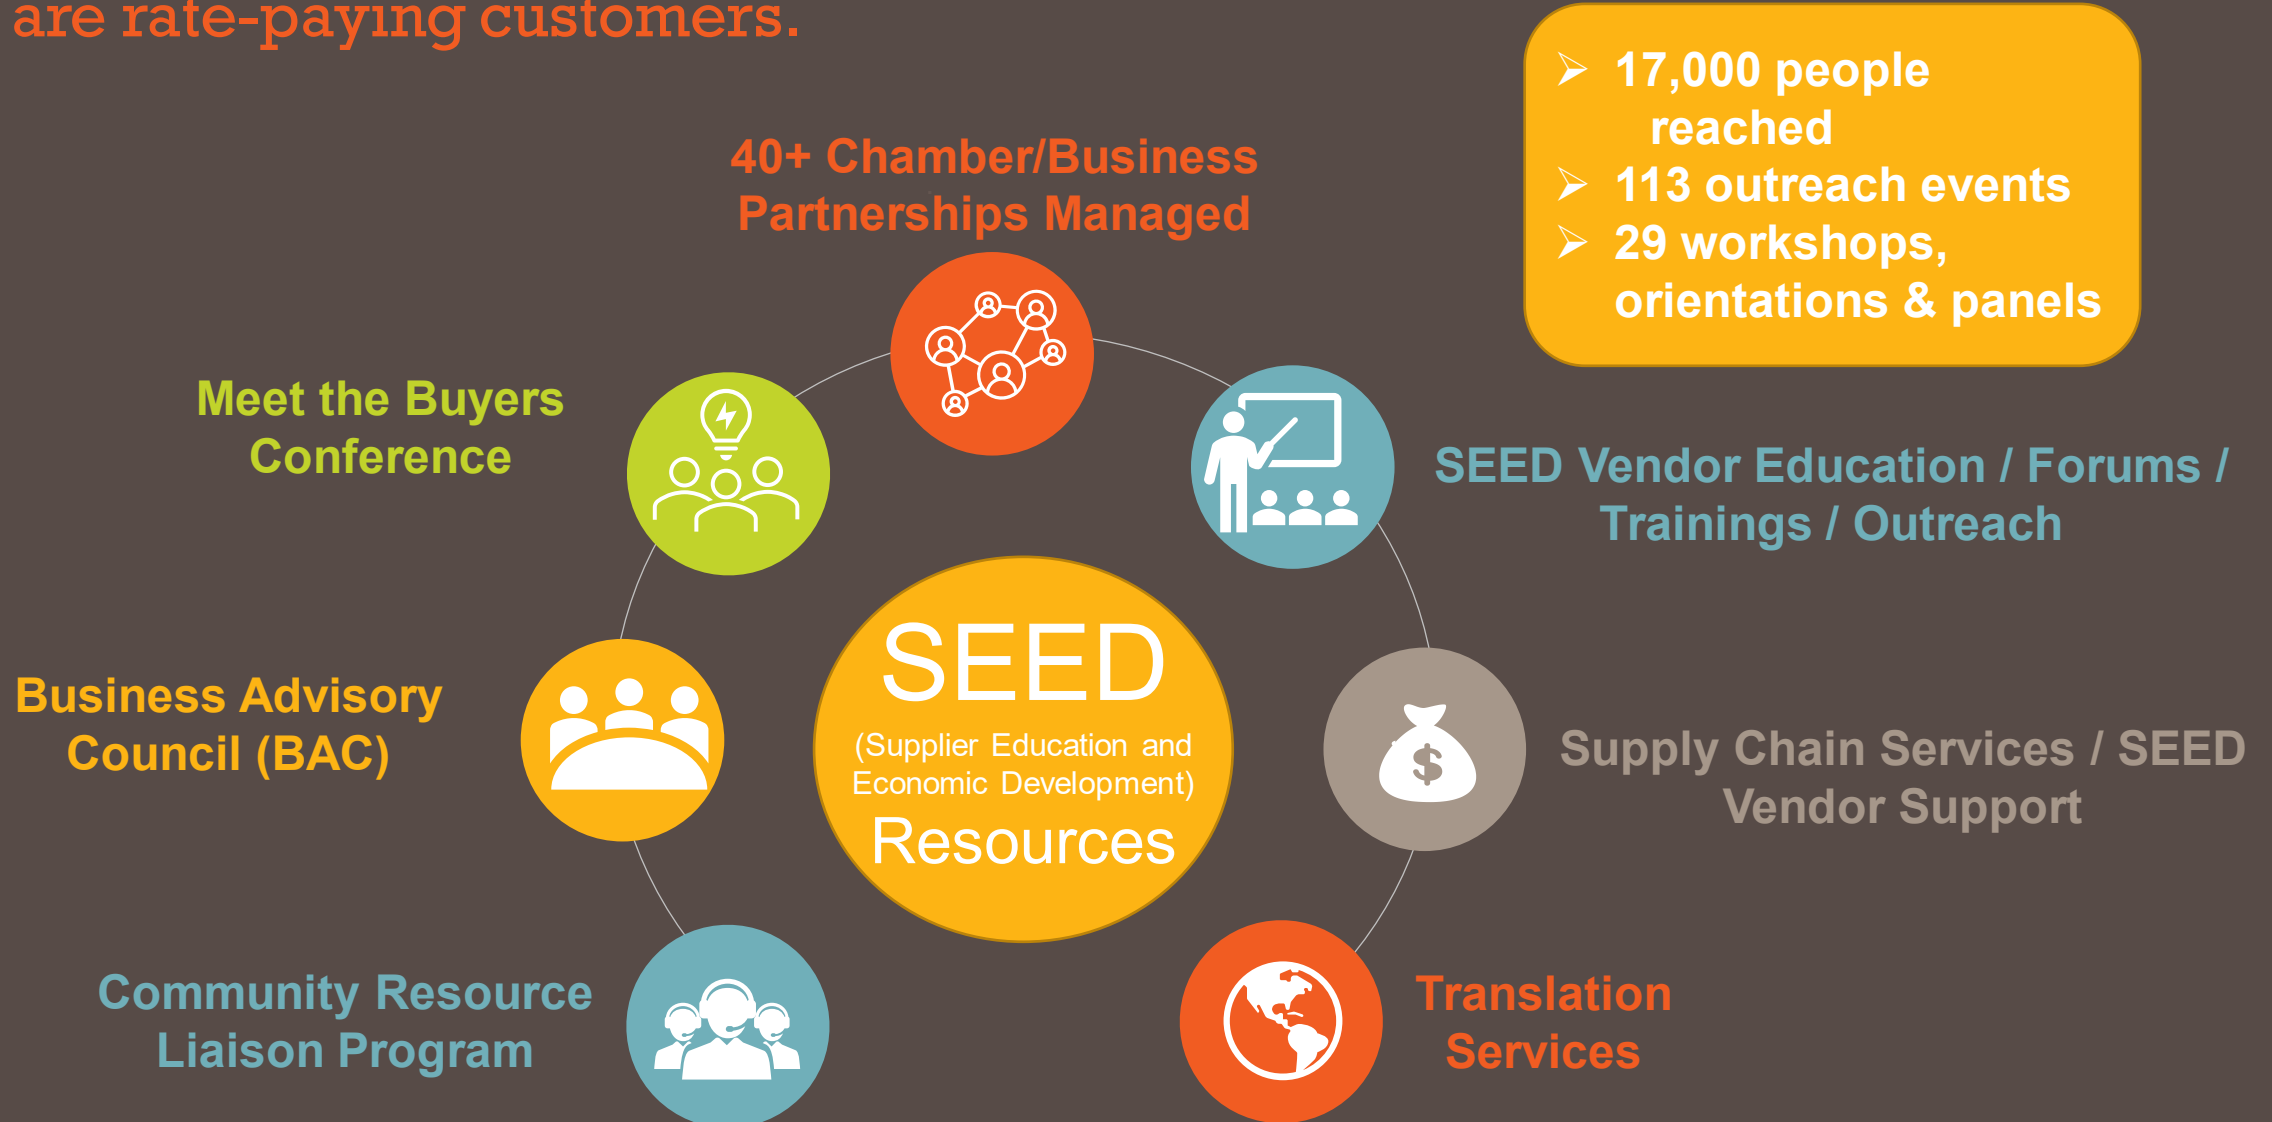 are rate-paying customers.
➢ 17,000 people
reached
➢ 113 outreach events
➢ 29 workshops,
orientations & panels
40+ Chamber/Business
Partnerships Managed
Meet the Buyers
Conference
SEED Vendor Education / Forums /
Trainings / Outreach
Business Advisory
Council (BAC)
SEED
(Supplier Education and
Economic Development)
Resources
$
Supply Chain Services / SEED
Vendor Support
Community Resource
Liaison Program
Translation
Services